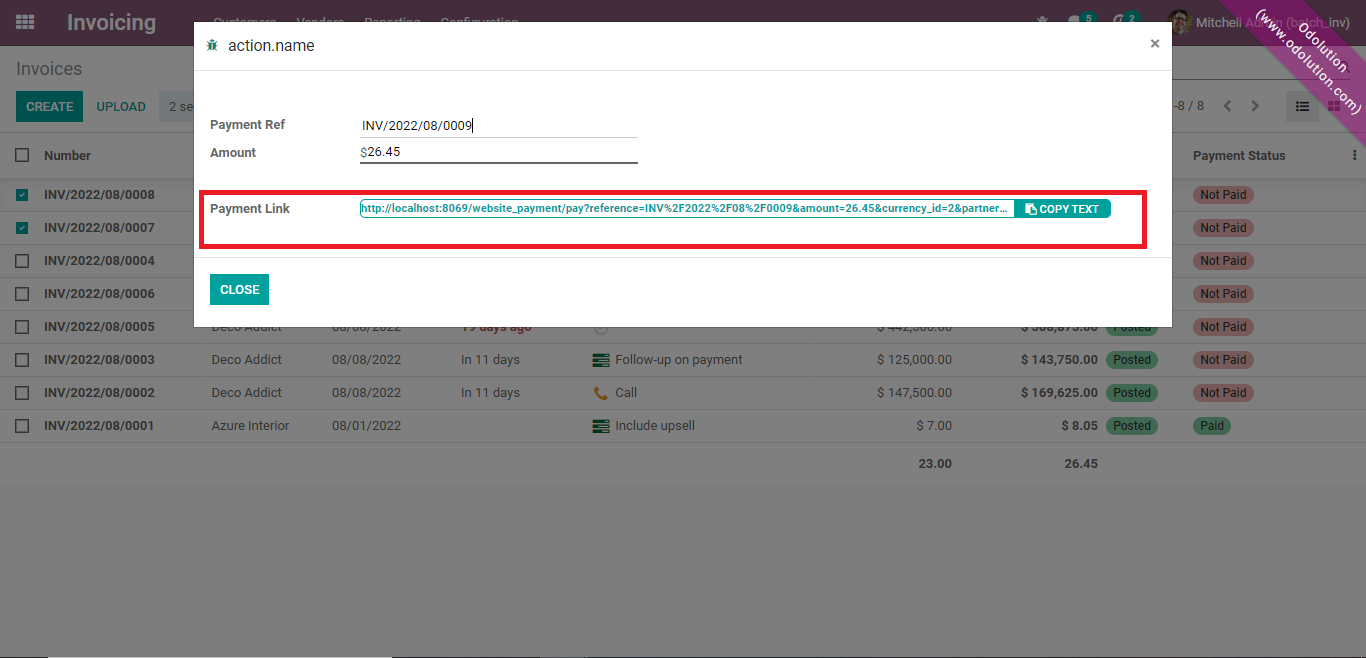 Invoicing Customers Vendors Reporting Configuration 5 2 Mitchell Admin (batch_inv)
Odolution
(www.odolution.com)
action.name ×
Invoices
CREATE UPLOAD 2 se -8 / 8
Payment Ref INV/2022/08/0009
Amount $26.45
Number Payment Status
INV/2022/08/0008 Not Paid
Payment Link http://localhost:8069/website_payment/pay?reference=INV%2F2022%2F08%2F0009&amount=26.45&currency_id=2&partner... COPY TEXT
INV/2022/08/0007 Not Paid
INV/2022/08/0004 Not Paid
CLOSE
INV/2022/08/0006 Not Paid
INV/2022/08/0005 Deco Addict 08/08/2022 19 days ago Posted Not Paid
INV/2022/08/0003 Deco Addict 08/08/2022 In 11 days Follow-up on payment $ 125,000.00 $ 143,750.00 Posted Not Paid
INV/2022/08/0002 Deco Addict 08/08/2022 In 11 days Call $ 147,500.00 $ 169,625.00 Posted Not Paid
INV/2022/08/0001 Azure Interior 08/01/2022 Include upsell $ 7.00 $ 8.05 Posted Paid
23.00 26.45